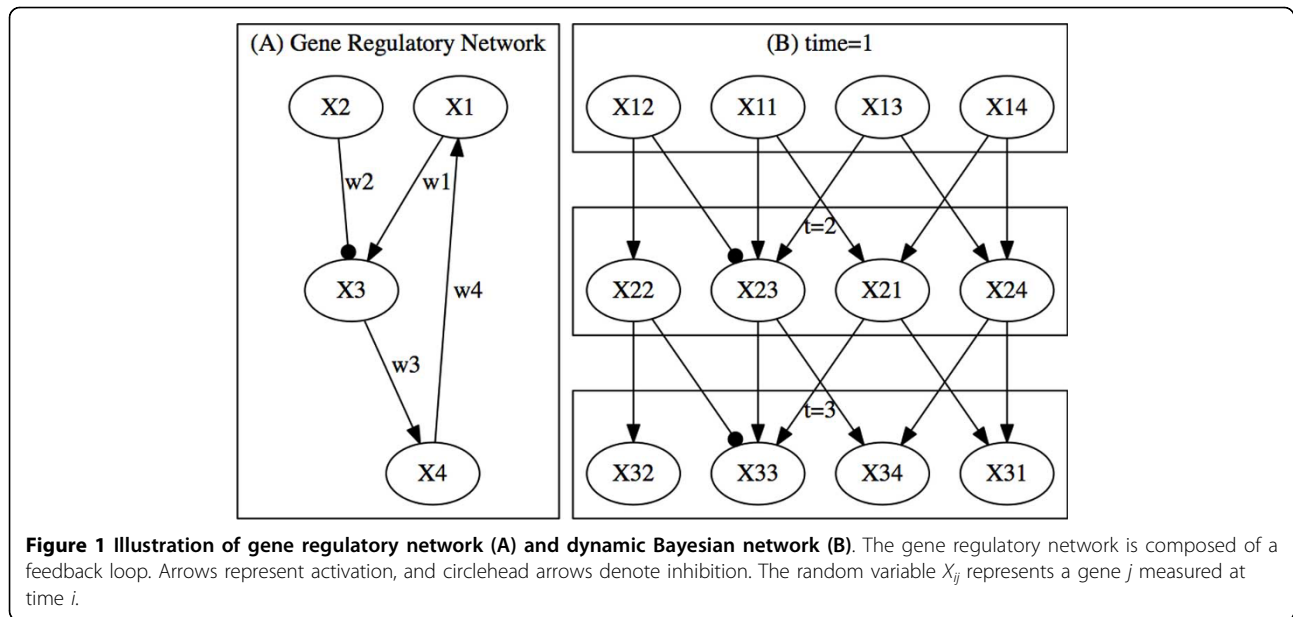 (A) Gene Regulatory Network
X2 X1
w2 w1
X3
w4
w3
X4
(B) time=1
X12 X11 X13 X14
t=2
X22 X23 X21 X24
t=3
X32 X33 X34 X31
Figure 1 Illustration of gene regulatory network (A) and dynamic Bayesian network (B). The gene regulatory network is composed of a
feedback loop. Arrows represent activation, and circlehead arrows denote inhibition. The random variable Xij represents a gene j measured at
time i.